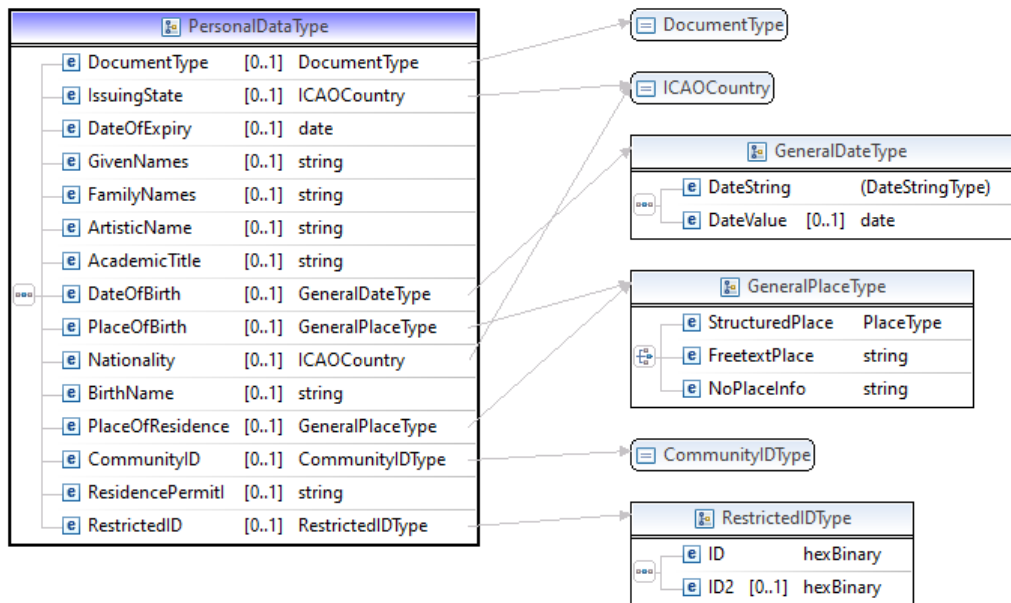 PersonalDataType
DocumentType [0..1] DocumentType
IssuingState [0..1] ICAOCountry
DateOfExpiry [0..1] date
GivenNames [0..1] string
FamilyNames [0..1] string
ArtisticName [0..1] string
AcademicTitle [0..1] string
DateOfBirth [0..1] GeneralDateType
PlaceOfBirth [0..1] GeneralPlaceType
Nationality [0..1] ICAOCountry
BirthName [0..1] string
PlaceOfResidence [0..1] GeneralPlaceType
CommunityID [0..1] CommunityIDType
ResidencePermitI [0..1] string
RestrictedID [0..1] RestrictedIDType
DocumentType
ICAOCountry
GeneralDateType
DateString (DateStringType)
DateValue [0..1] date
GeneralPlaceType
StructuredPlace PlaceType
FreetextPlace string
NoPlaceInfo string
CommunityIDType
RestrictedIDType
ID hexBinary
ID2 [0..1] hexBinary